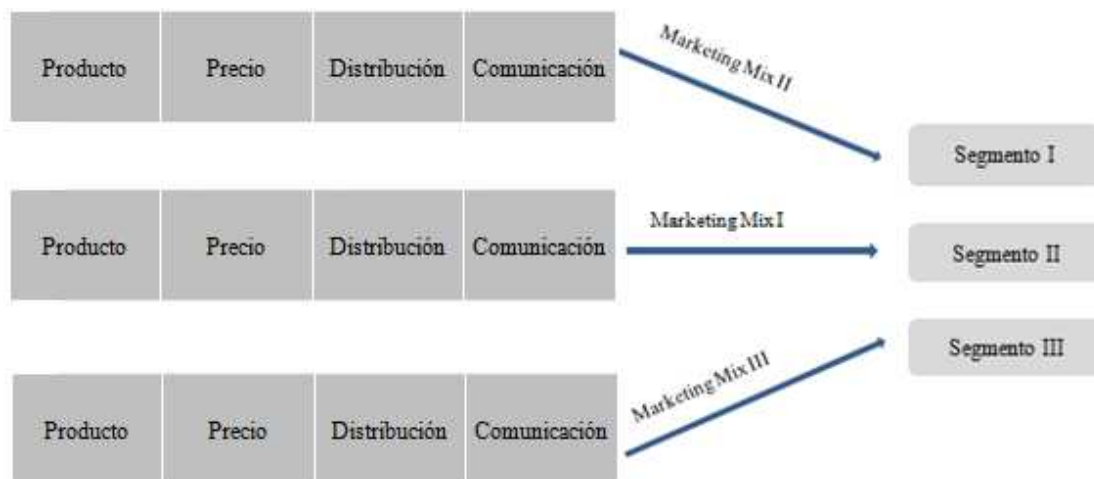 Producto Precio Distribución Comunicación
Marketing Mix II
Segmento I
Producto Precio Distribución Comunicación
Marketing Mix I
Segmento II
Producto Precio Distribución Comunicación
Marketing Mix III
Segmento III